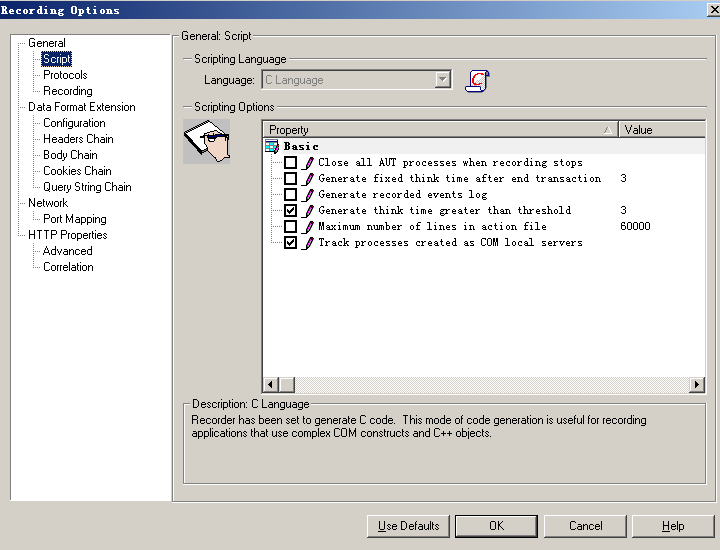 Recording Options
General
Script
Protocols
Recording
Data Format Extension
Configuration
Headers Chain
Body Chain
Cookies Chain
Query String Chain
Network
Port Mapping
HTTP Properties
Advanced
Correlation
General: Script
Scripting Language
Language: C Language
Scripting Options
Property Value
Basic
Close all AUT processes when recording stops
Generate fixed think time after end transaction 3
Generate recorded events log
Generate think time greater than threshold 3
Maximum number of lines in action file 60000
Track processes created as COM local servers
Description: C Language
Recorder has been set to generate C code. This mode of code generation is useful for recording
applications that use complex COM constructs and C++ objects.
Use Defaults OK Cancel Help